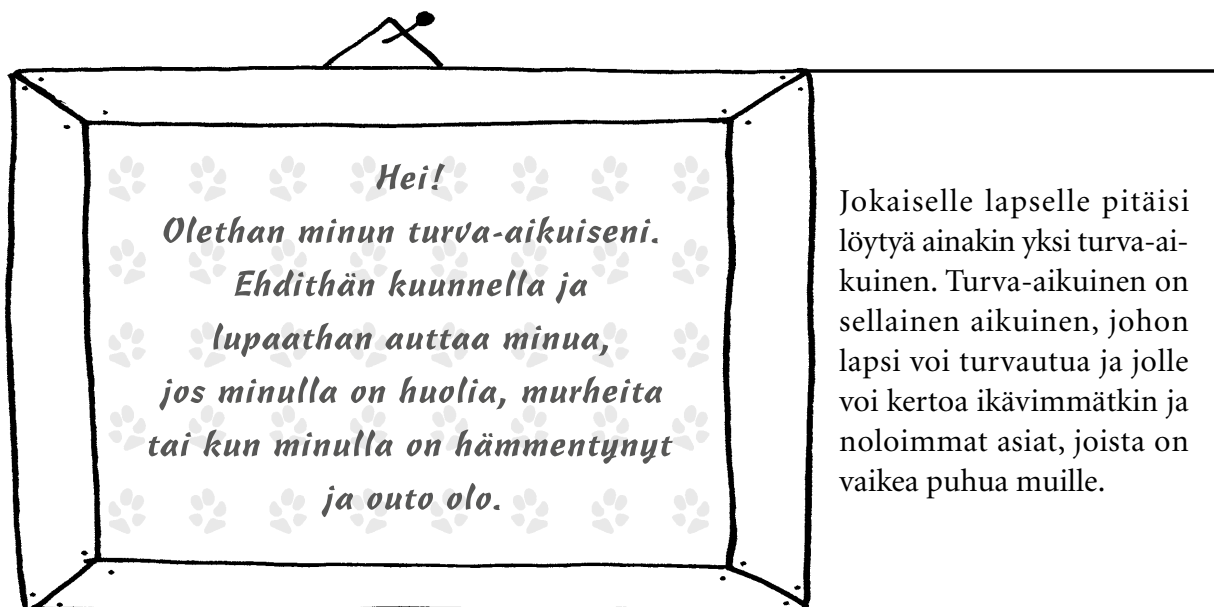 Hei!
Olethan minun turva-aikuiseni.
Ehdithän kuunnella ja
lupaathan auttaa minua,
jos minulla on huolia, murheita
tai kun minulla on hämmentynyt
ja outo olo.
Jokaiselle lapselle pitäisi
löytyä ainakin yksi turva-ai-
kuinen. Turva-aikuinen on
sellainen aikuinen, johon
lapsi voi turvautua ja jolle
voi kertoa ikävimmätkin ja
noloimmat asiat, joista on
vaikea puhua muille.